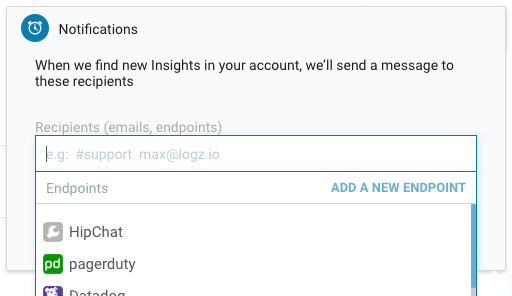 Notifications
When we find new Insights in your account, we'll send a message to
these recipients
Recipients (emails, endpoints)
e.g: #support max@logz.io
Endpoints ADD A NEW ENDPOINT
HipChat
pd pagerduty
Datadog